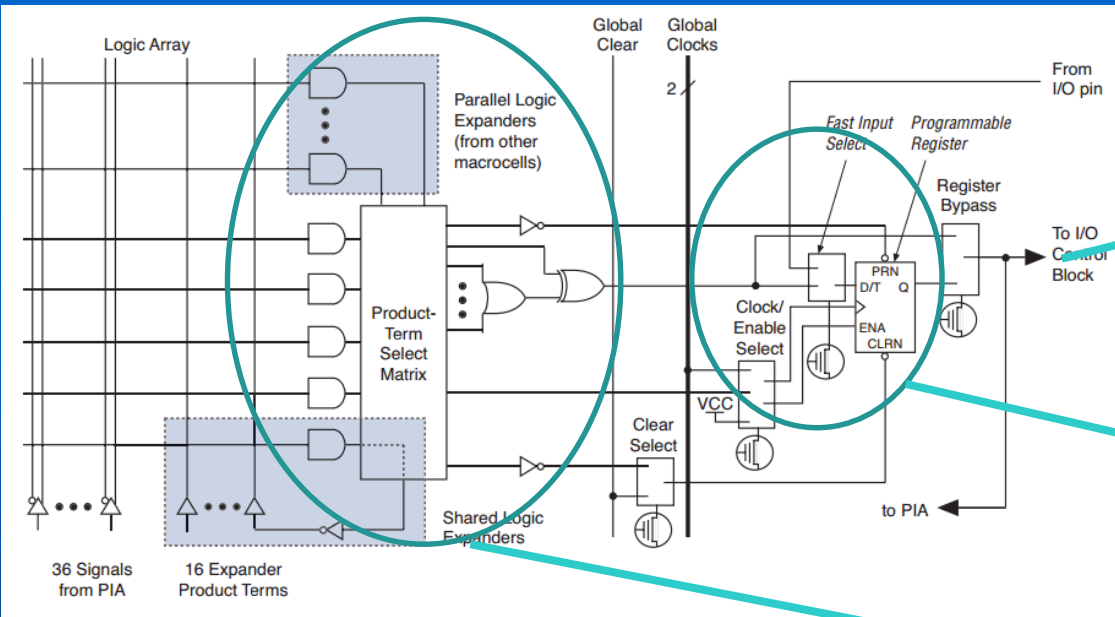 Logic Array
Global
Clear
Global
Clocks
2
From
I/O pin
Parallel Logic
Expanders
(from other
macrocells)
Fast Input
Select
Programmable
Register
Register
Bypass
To I/O
Control
Block
PRN
D/T Q
ENA
CLRN
Clock/
Enable
Select
Product-
Term
Select
Matrix
VCC
Clear
Select
to PIA
Shared Logic
Expanders
36 Signals
from PIA
16 Expander
Product Terms